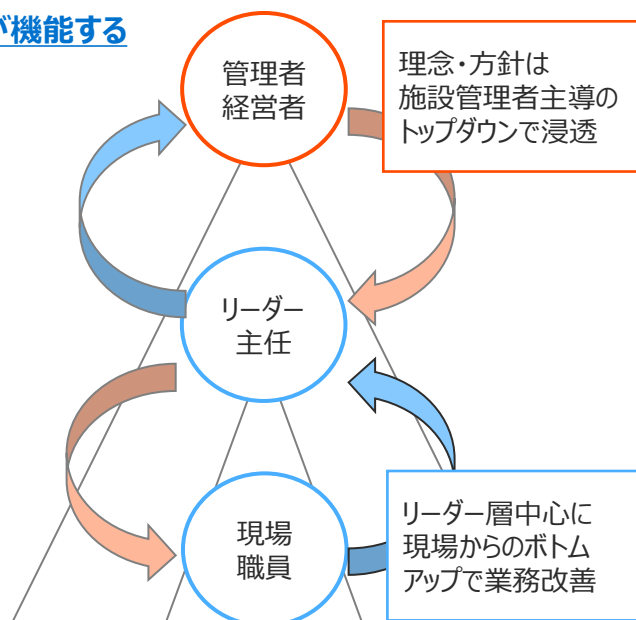 が機能する
管理者
経営者
理念・方針は
施設管理者主導の
トップダウンで浸透
リーダー
主任
現場
職員
リーダー層中心に
現場からのボトム
アップで業務改善